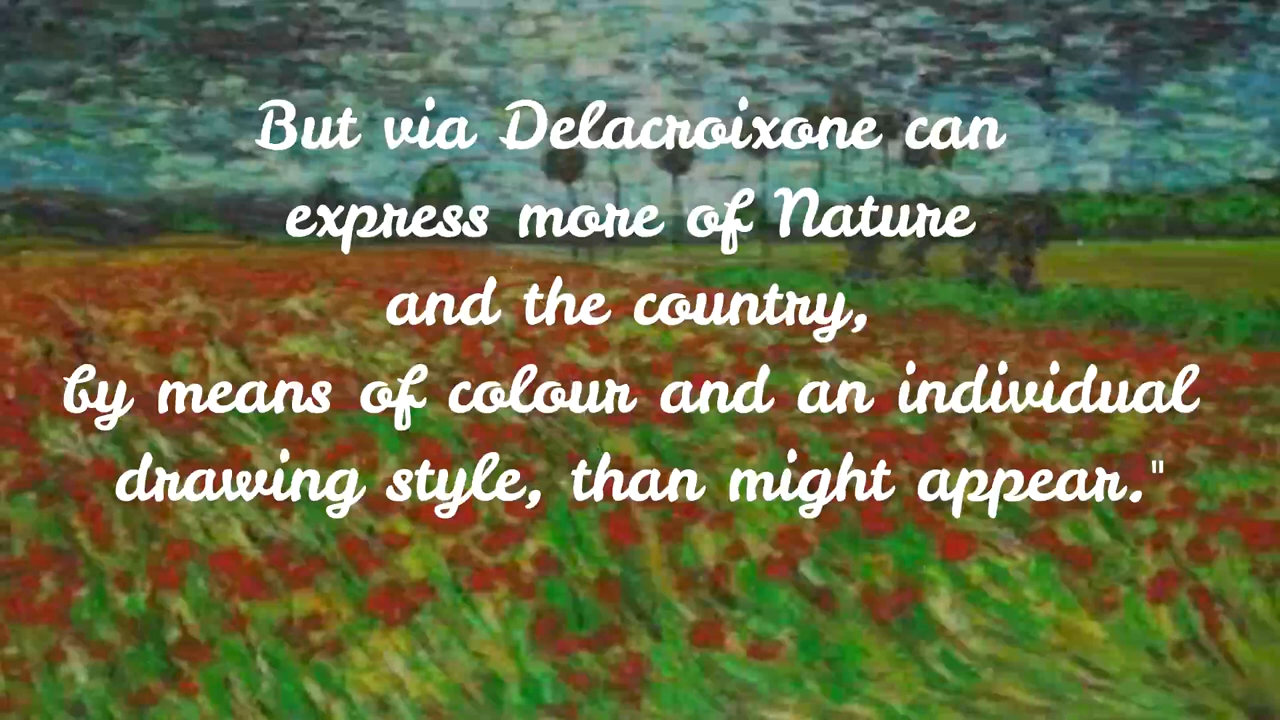 But via Delacroixone can
express more of Nature
and the country,
by means of colour and an individual
drawing style, than might appear."